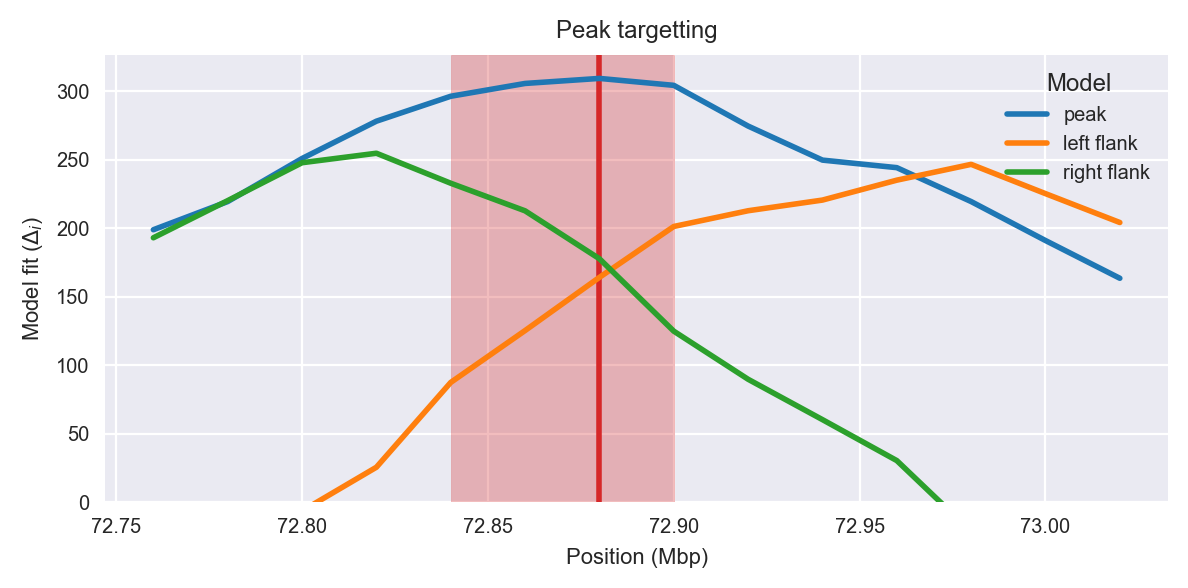 Peak targetting
Model
peak
left flank
right flank
Model fit (Δi)
300
250
200
150
100
50
0
72.75 72.80 72.85 72.90 72.95 73.00
Position (Mbp)